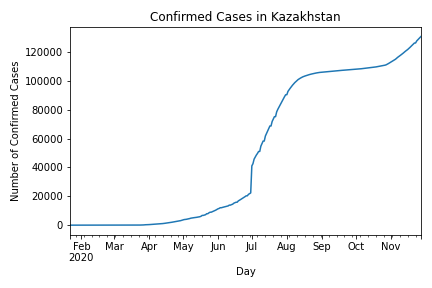 Confirmed Cases in Kazakhstan
120000
100000
80000
60000
40000
20000
0
Number of Confirmed Cases
Feb Mar Apr May Jun Jul Aug Sep Oct Nov
2020
Day